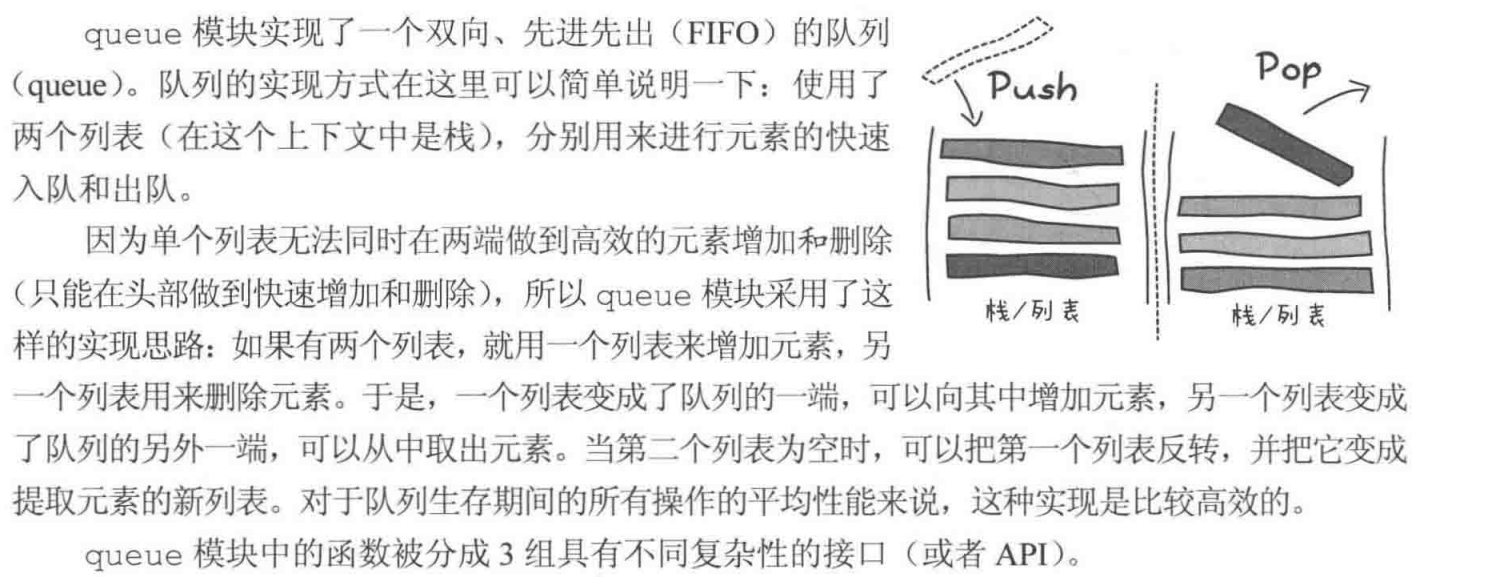 queue 模块实现了一个双向、先进先出（FIFO）的队列
（queue）。队列的实现方式在这里可以简单说明一下：使用了
两个列表（在这个上下文中是栈），分别用来进行元素的快速
入队和出队。
因为单个列表无法同时在两端做到高效的元素增加和删除
（只能在头部做到快速增加和删除），所以 queue 模块采用了这
样的实现思路：如果有两个列表，就用一个列表来增加元素，另
一个列表用来删除元素。于是，一个列表变成了队列的一端，可以向其中增加元素，另一个列表变成
了队列的另外一端，可以从中取出元素。当第二个列表为空时，可以把第一个列表反转，并把它变成
提取元素的新列表。对于队列生存期间的所有操作的平均性能来说，这种实现是比较高效的。
queue 模块中的函数被分成 3 组具有不同复杂性的接口（或者 API）。
Push
栈/列表
Pop
栈/列表